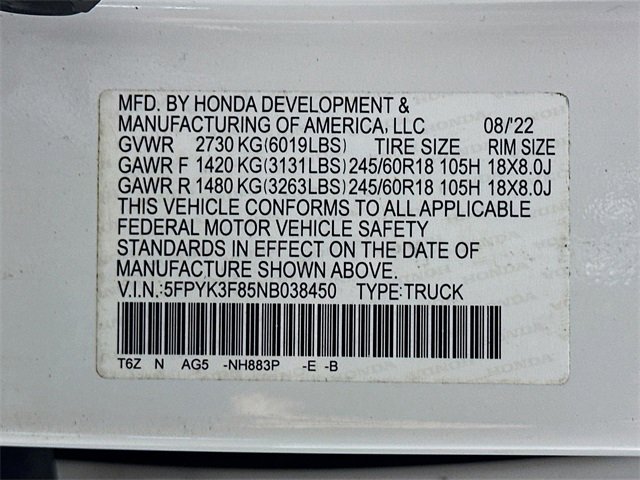 MFD. BY HONDA DEVELOPMENT &
MANUFACTURING OF AMERICA, LLC 08/'22
GVWR 2730 KG(6019LBS) TIRE SIZE RIM SIZE
GAWR F 1420 KG(3131LBS) 245/60R18 105H 18X8.0J
GAWR R 1480 KG(3263LBS) 245/60R18 105H 18X8.0J
THIS VEHICLE CONFORMS TO ALL APPLICABLE
FEDERAL MOTOR VEHICLE SAFETY
STANDARDS IN EFFECT ON THE DATE OF
MANUFACTURE SHOWN ABOVE.
V.I.N.:5FPYK3F85NB038450 TYPE:TRUCK
T6Z N AG5 -NH883P -E -B